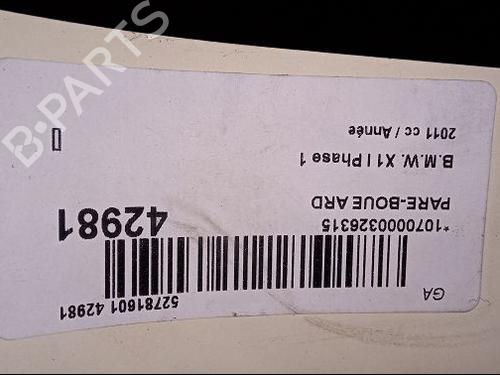 GA
52781601 42981
*1070000326315
42981
PARE-BOUE ARD
B.M.W. X1 I Phase 1
2011 cc / Année
B-PARTS